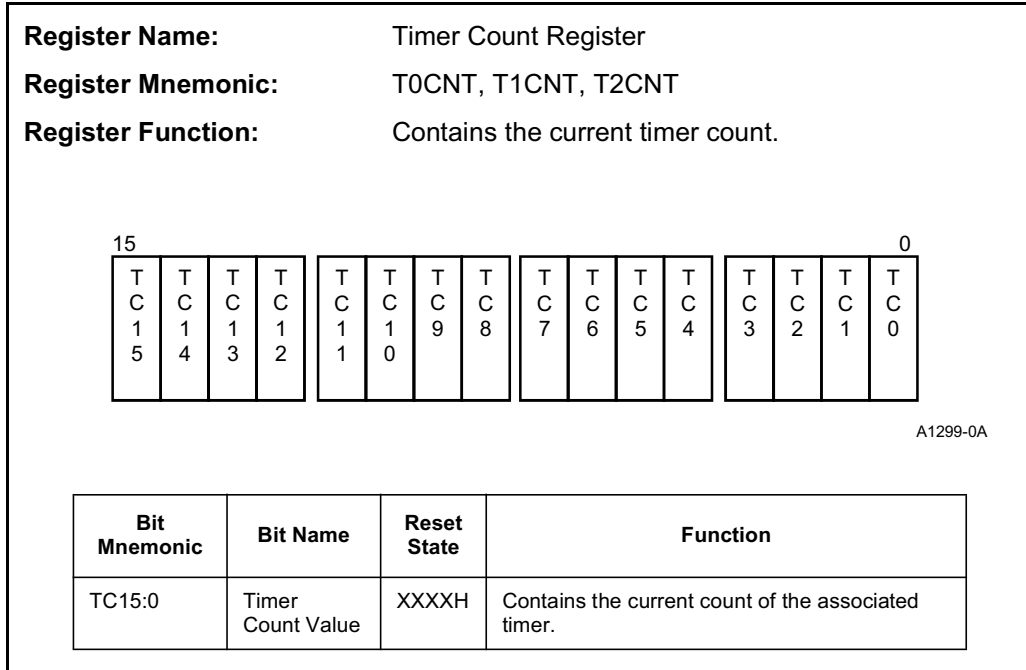 Register Name: Timer Count Register
Register Mnemonic: T0CNT, T1CNT, T2CNT
Register Function: Contains the current timer count.
15 0
TC15 TC14 TC13 TC12 TC11 TC10 TC9 TC8 TC7 TC6 TC5 TC4 TC3 TC2 TC1 TC0
A1299-0A
Bit Mnemonic Bit Name Reset State Function
TC15:0 Timer Count Value XXXXH Contains the current count of the associated timer.